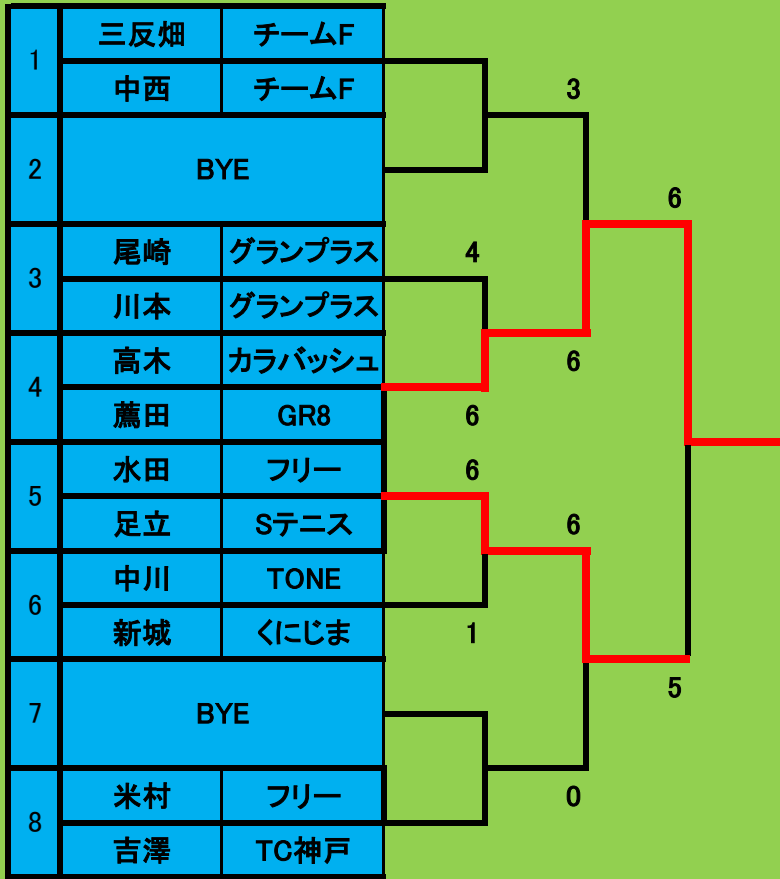 1
三反畑 チームF
中西 チームF
3
2
BYE
6
3
尾崎 グランプラス
4
川本 グランプラス
4
高木 カラバッシュ
6
薦田 GR8
6
5
水田 フリー
6
足立 Sテニス
6
6
中川 TONE
新城 くにじま
1
7
BYE
5
8
米村 フリー
0
吉澤 TC神戸